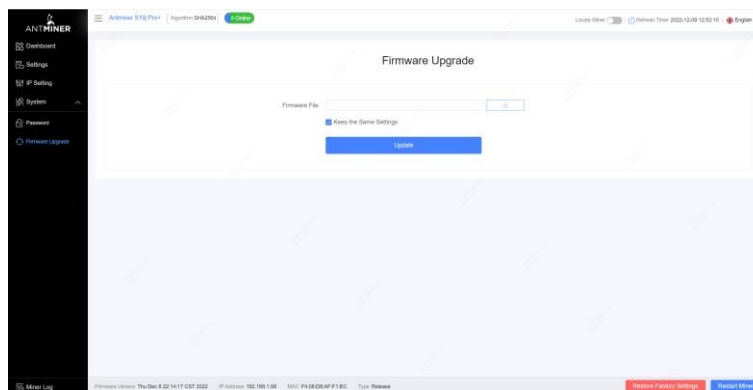 ANTMINER
Dashboard
Settings
IP Setting
System
Password
Firmware Upgrade
Miner Log
Antminer S19j Pro+ Algorithm SHA256d Online
Locate Miner Refresh Timer 2022-12-09 12:52:10 English
Firmware Upgrade
Firmware File
Keep the Same Settings
Update
Firmware Version Thu Dec 8 22:14:17 CST 2022 IP Address 192.168.1.88 MAC Type Release
Restore Factory Settings Restart Miner